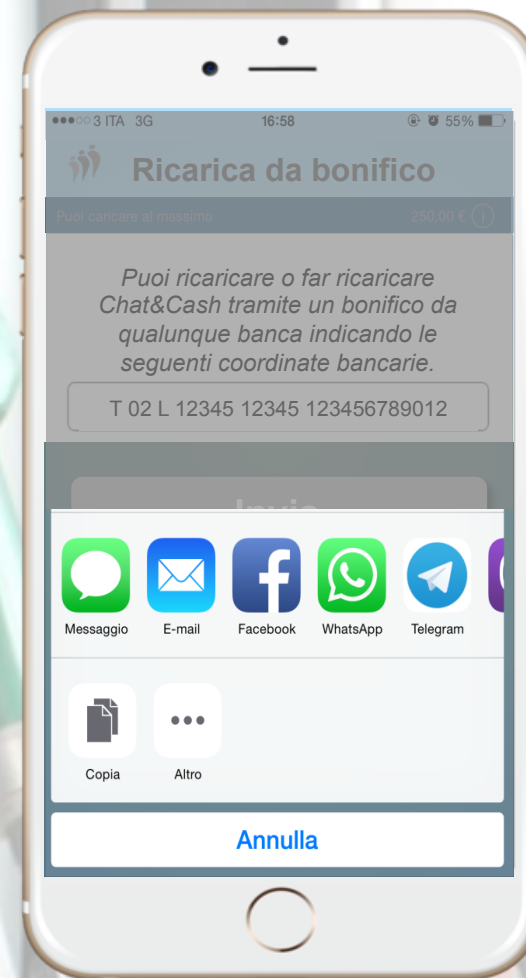 3 ITA 3G 16:58 55%
Ricarica da bonifico
Puoi caricare al massimo 250,00 €
Puoi ricaricare o far ricaricare
Chat&Cash tramite un bonifico da
qualunque banca indicando le
seguenti coordinate bancarie.
T 02 L 12345 12345 123456789012
Invia
Messaggio E-mail Facebook WhatsApp Telegram
Copia Altro
Annulla